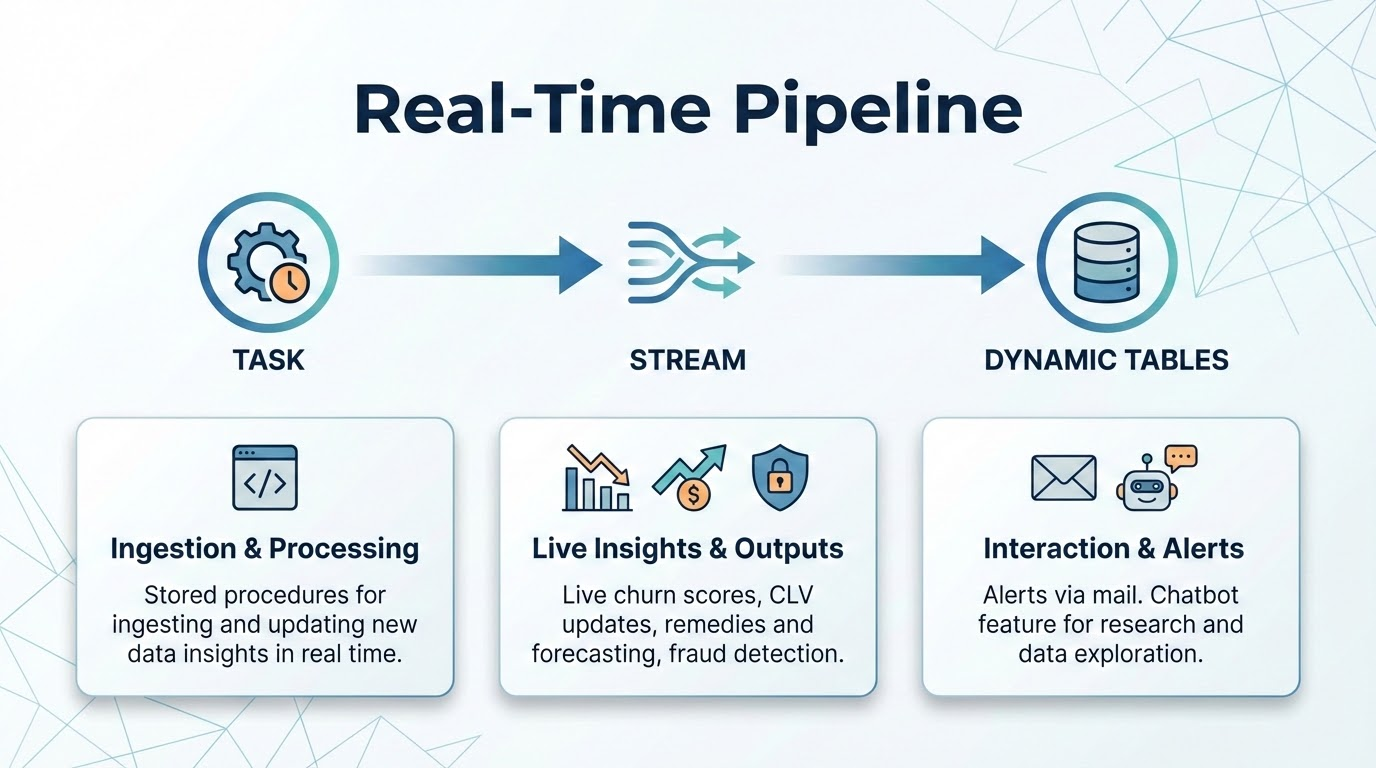 Real-Time Pipeline
TASK
STREAM
DYNAMIC TABLES
Ingestion & Processing
Stored procedures for
ingesting and updating new
data insights in real time.
Live Insights & Outputs
Live churn scores, CLV
updates, remedies and
forecasting, fraud detection.
Interaction & Alerts
Alerts via mail. Chatbot
feature for research and
data exploration.